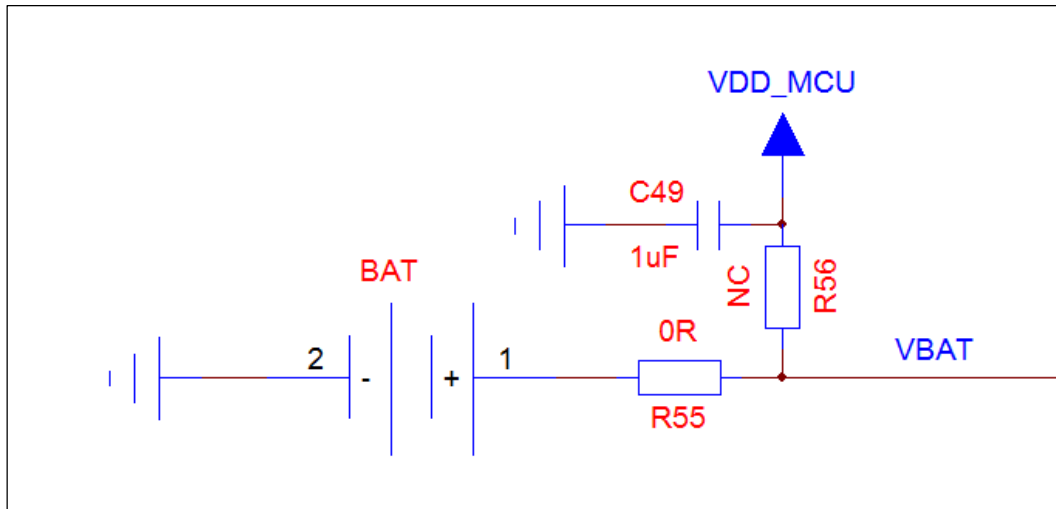 VDD_MCU
C49
1uF
NC
R56
BAT
2
-
+
1
0R
R55
VBAT